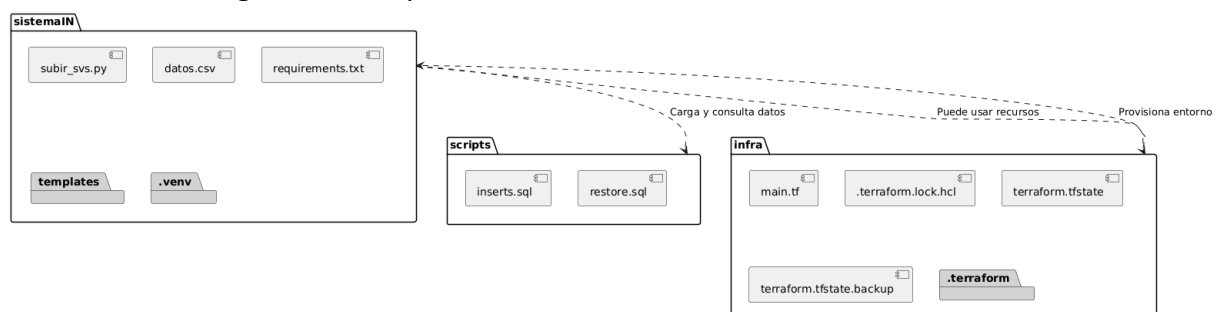 sistemaIN
subir_svs.py
datos.csv
requirements.txt
templates
.venv
Carga y consulta datos
Puede usar recursos
Provisiona entorno
scripts
inserts.sql
restore.sql
infra
main.tf
.terraform.lock.hcl
terraform.tfstate
terraform.tfstate.backup
.terraform